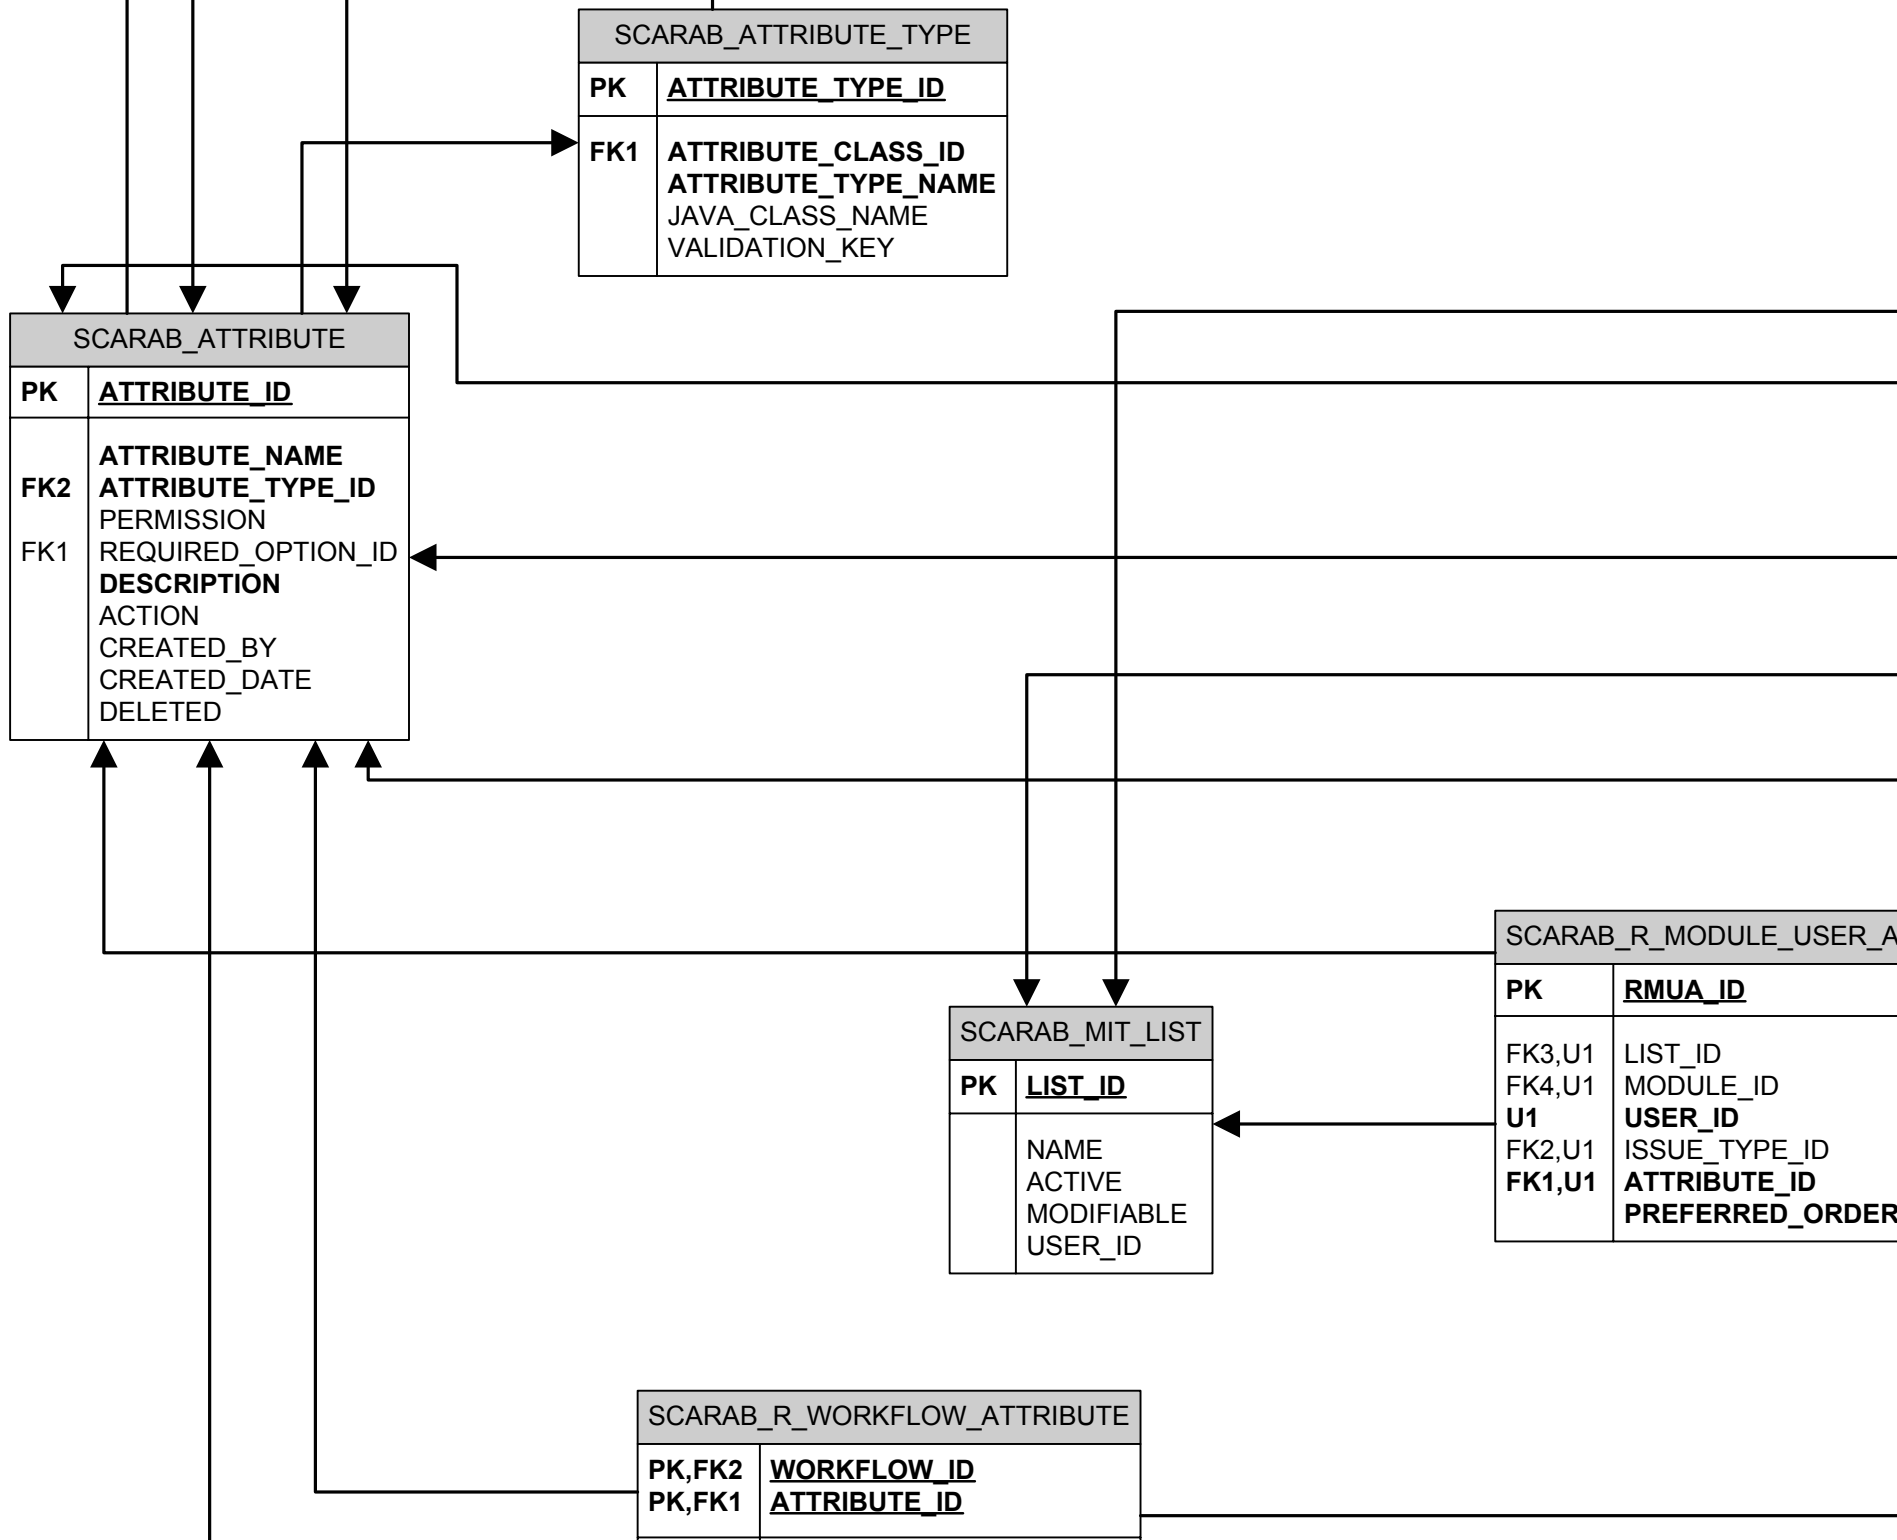 SCARAB_ATTRIBUTE_TYPE
PK ATTRIBUTE_TYPE_ID
FK1 ATTRIBUTE_CLASS_ID
ATTRIBUTE_TYPE_NAME
JAVA_CLASS_NAME
VALIDATION_KEY
SCARAB_ATTRIBUTE
PK ATTRIBUTE_ID
ATTRIBUTE_NAME
FK2 ATTRIBUTE_TYPE_ID
PERMISSION
FK1 REQUIRED_OPTION_ID
DESCRIPTION
ACTION
CREATED_BY
CREATED_DATE
DELETED
SCARAB_R_MODULE_USER_A
PK RMUA_ID
FK3,U1 LIST_ID
FK4,U1 MODULE_ID
U1 USER_ID
FK2,U1 ISSUE_TYPE_ID
FK1,U1 ATTRIBUTE_ID
PREFERRED_ORDER
SCARAB_MIT_LIST
PK LIST_ID
NAME
ACTIVE
MODIFIABLE
USER_ID
SCARAB_R_WORKFLOW_ATTRIBUTE
PK,FK2 WORKFLOW_ID
PK,FK1 ATTRIBUTE_ID